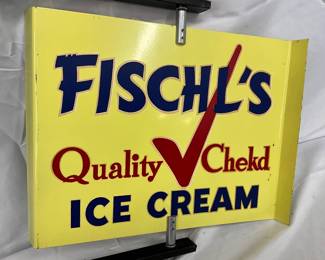 FISCHL'S
Quality Chekd
ICE CREAM